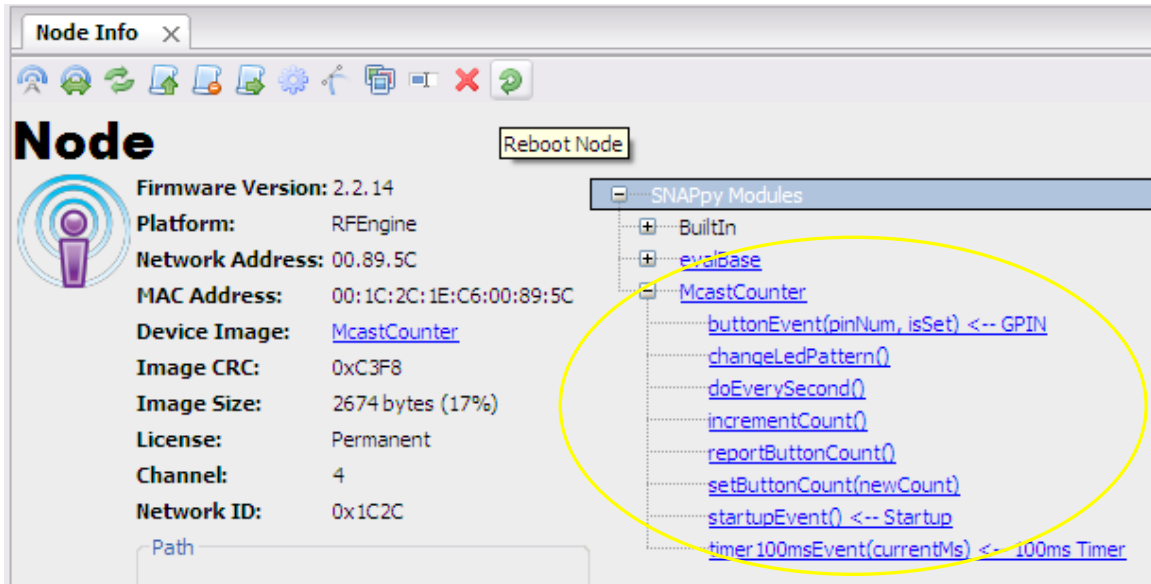 Node Info
Reboot Node
Node
Firmware Version: 2.2.14
Platform: RFEngine
Network Address: 00.89.5C
MAC Address: 00:1C:2C:1E:C6:00:89:5C
Device Image: McastCounter
Image CRC: 0xC3F8
Image Size: 2674 bytes (17%)
License: Permanent
Channel: 4
Network ID: 0x1C2C
Path
SNAPpy Modules
BuiltIn
evalBase
McastCounter
buttonEvent(pinNum, isSet) <-- GPIN
changeLedPattern()
doEverySecond()
incrementCount()
reportButtonCount()
setButtonCount(newCount)
startupEvent() <-- Startup
timer100msEvent(currentMs) <-- 100ms Timer